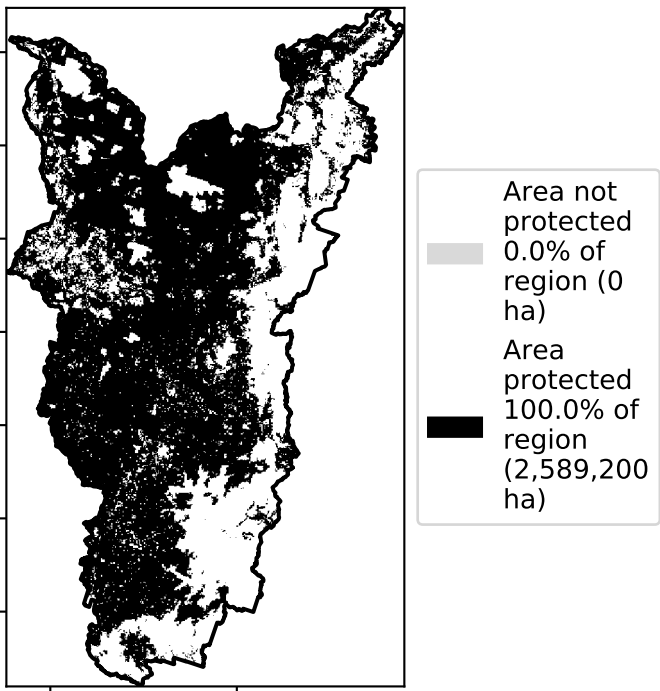 Area not
protected
0.0% of
region (0
ha)
Area
protected
100.0% of
region
(2,589,200
ha)